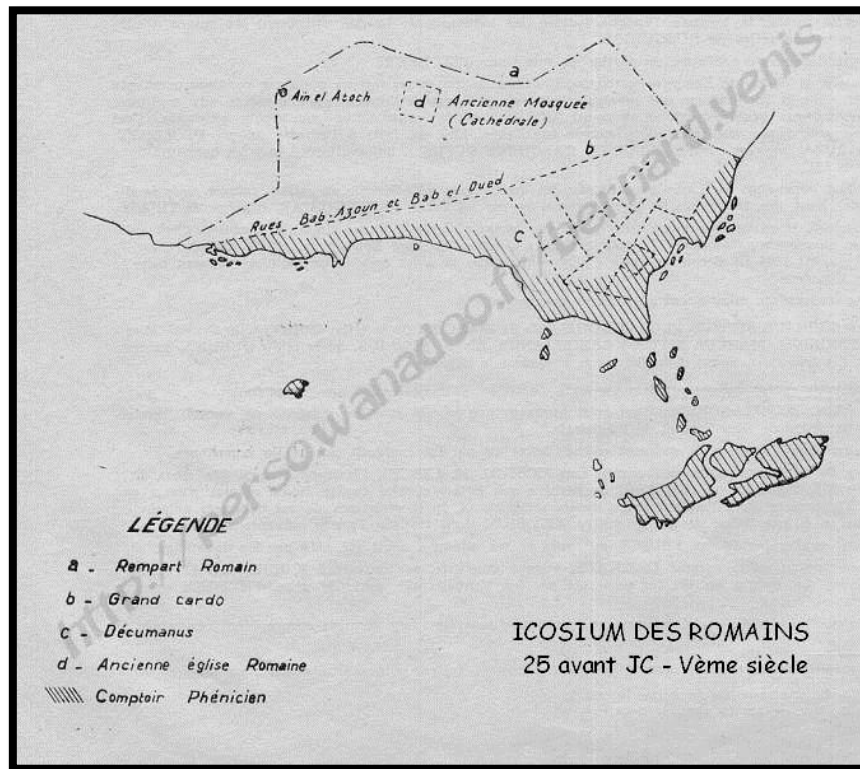 a
Ain el Atoch
d Ancienne Mosquée
(Cathédrale)
b
Rues Bab-Azoun et Bab el Oued
c
LÉGENDE
a - Rempart Romain
b - Grand cardo
c - Décumanus
d - Ancienne église Romaine
Comptoir Phénicien
ICOSIUM DES ROMAINS
25 avant JC - Vème siècle
http://perso.wanadoo.fr/bernard.venis